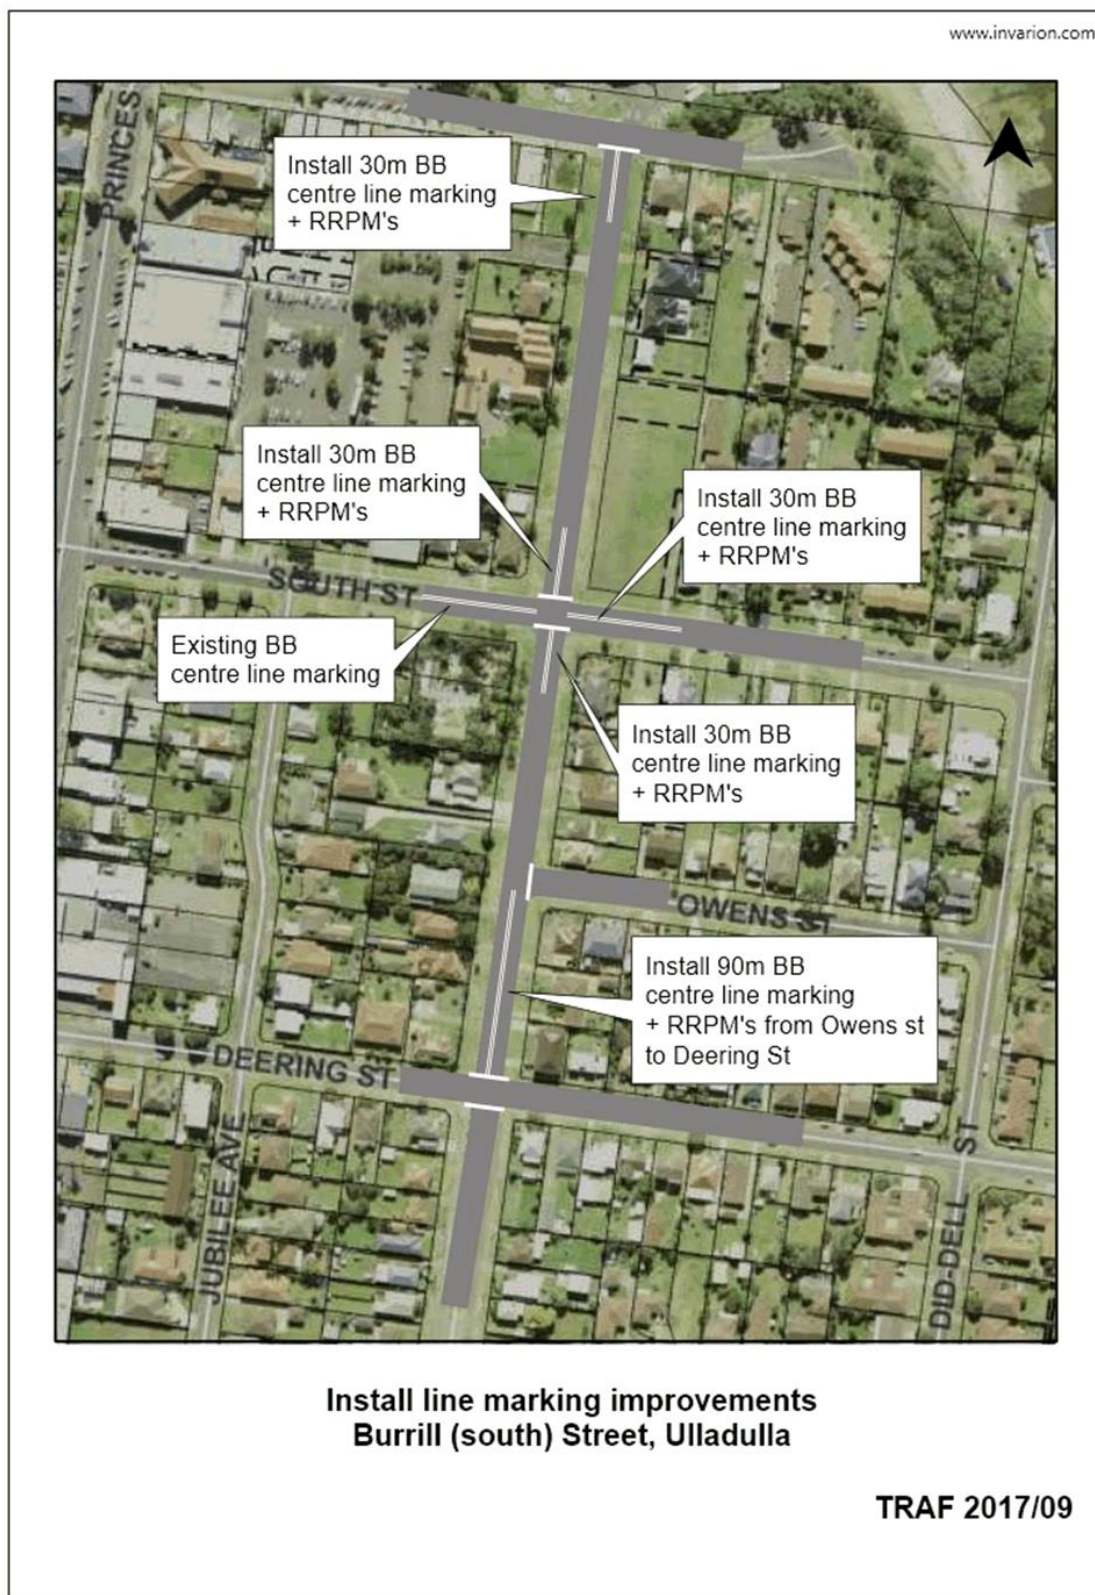 www.invarion.com
PRINCES
Install 30m BB
centre line marking
+ RRPM's
Install 30m BB
centre line marking
+ RRPM's
Install 30m BB
centre line marking
+ RRPM's
SOUTH ST
Existing BB
centre line marking
Install 30m BB
centre line marking
+ RRPM's
OWENS ST
Install 90m BB
centre line marking
+ RRPM's from Owens st
to Deering St
DEERING ST
JUBILEE AVE
DID-DELL ST
Install line marking improvements
Burrill (south) Street, Ulladulla
TRAF 2017/09